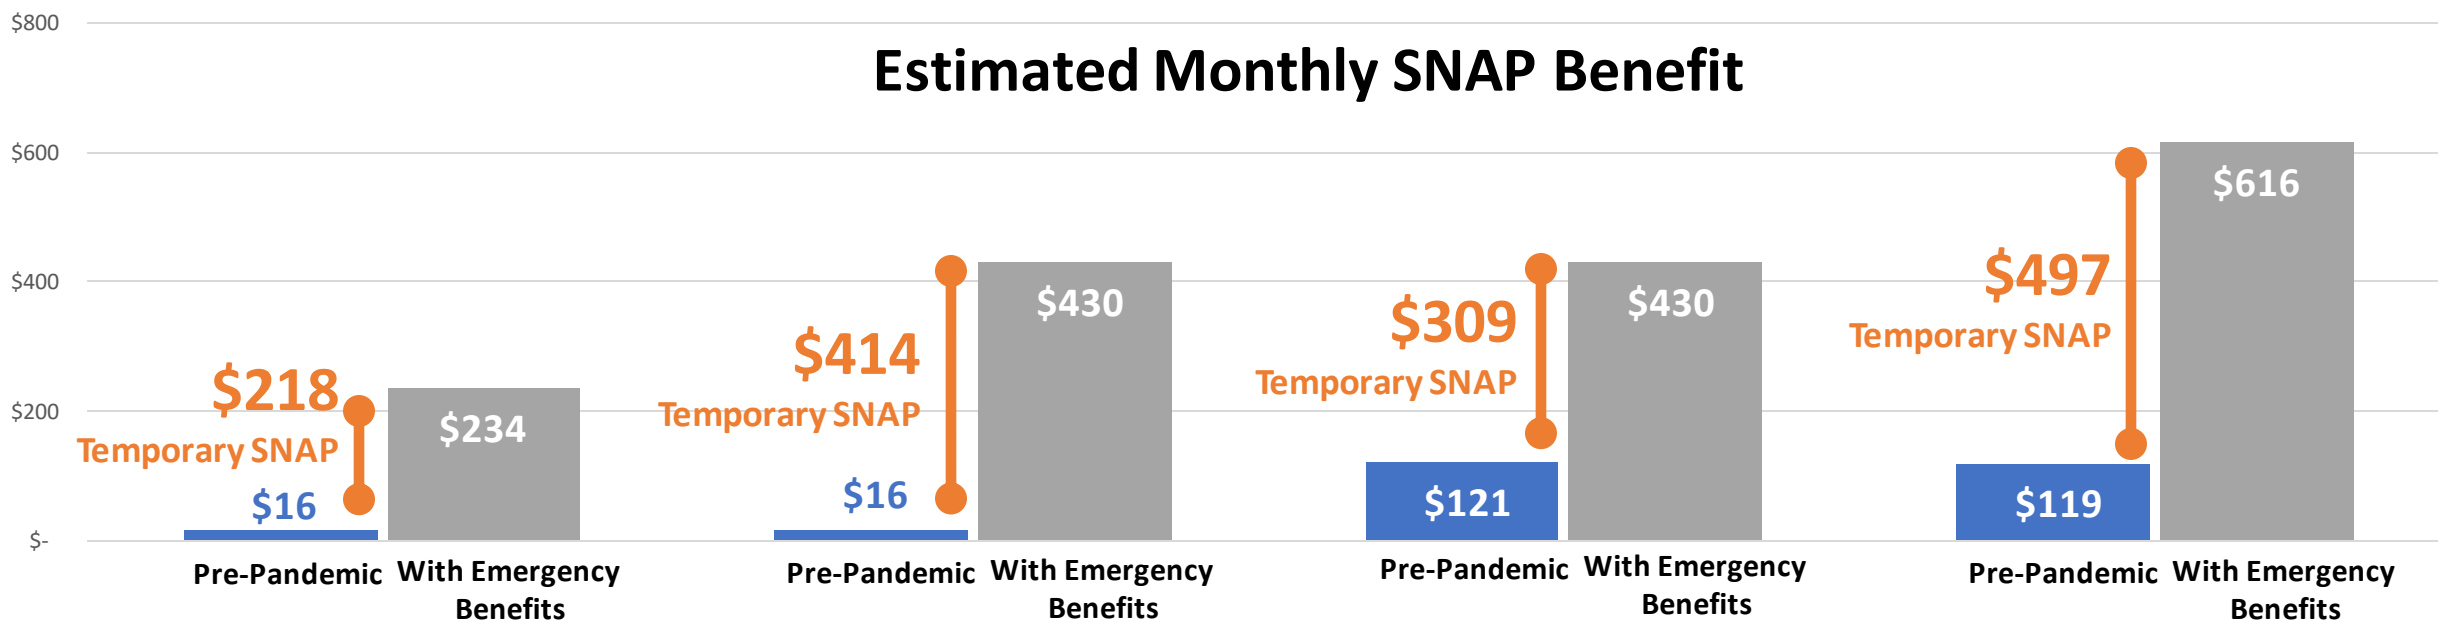 Estimated Monthly SNAP Benefit
$800
$600
$400
$200
$-
$218
Temporary SNAP
$16
$234
$414
Temporary SNAP
$16
$430
$309
Temporary SNAP
$121
$430
$497
Temporary SNAP
$119
$616
Pre-Pandemic
With Emergency
Benefits
Pre-Pandemic
With Emergency
Benefits
Pre-Pandemic
With Emergency
Benefits
Pre-Pandemic
With Emergency
Benefits